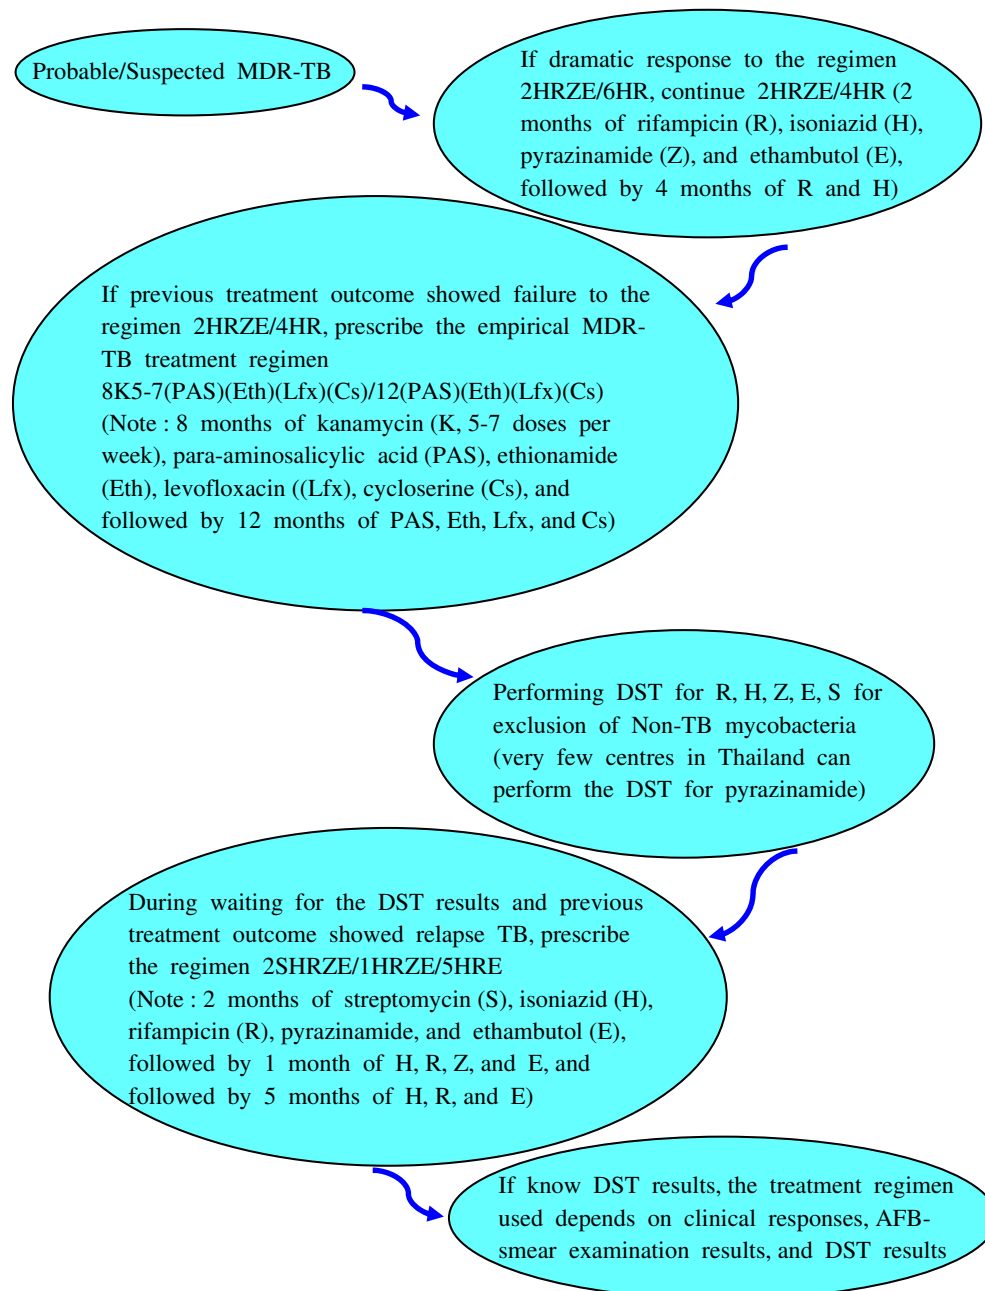 Probable/Suspected MDR-TB
If dramatic response to the regimen
2HRZE/6HR, continue 2HRZE/4HR (2
months of rifampicin (R), isoniazid (H),
pyrazinamide (Z), and ethambutol (E),
followed by 4 months of R and H)
If previous treatment outcome showed failure to the
regimen 2HRZE/4HR, prescribe the empirical MDR-
TB treatment regimen
8K5-7(PAS)(Eth)(Lfx)(Cs)/12(PAS)(Eth)(Lfx)(Cs)
(Note : 8 months of kanamycin (K, 5-7 doses per
week), para-aminosalicylic acid (PAS), ethionamide
(Eth), levofloxacin ((Lfx), cycloserine (Cs), and
followed by 12 months of PAS, Eth, Lfx, and Cs)
Performing DST for R, H, Z, E, S for
exclusion of Non-TB mycobacteria
(very few centres in Thailand can
perform the DST for pyrazinamide)
During waiting for the DST results and previous
treatment outcome showed relapse TB, prescribe
the regimen 2SHRZE/1HRZE/5HRE
(Note : 2 months of streptomycin (S), isoniazid (H),
rifampicin (R), pyrazinamide, and ethambutol (E),
followed by 1 month of H, R, Z, and E, and
followed by 5 months of H, R, and E)
If know DST results, the treatment regimen
used depends on clinical responses, AFB-
smear examination results, and DST results